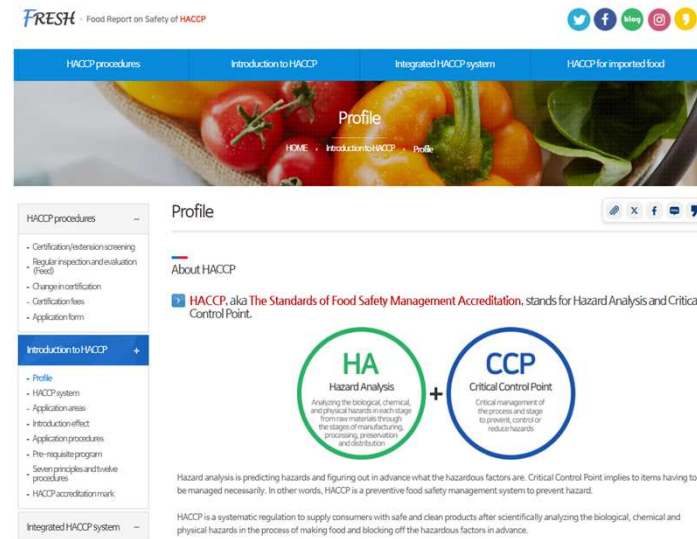 FRESH · Food Report on Safety of HACCP
blog
HACCP procedures
Introduction to HACCP
Integrated HACCP system
HACCP for imported food
Profile
HOME › Introduction to HACCP › Profile
HACCP procedures
Certification/extension screening
Regular inspection and evaluation
(Feed)
Change in certification
Certification fees
Application form
Introduction to HACCP +
Profile
HACCP system
Application areas
Introduction effect
Application procedures
Pre-requisite program
Seven principles and twelve
procedures
HACCP accreditation mark
Integrated HACCP system
Profile
About HACCP
HACCP, aka The Standards of Food Safety Management Accreditation, stands for Hazard Analysis and Critica
Control Point.
HA
Hazard Analysis
Analyzing the biological, chemical,
and physical hazards in each stage
from raw materials through
the stages of manufacturing,
processing, preservation
and distribution
+
CCP
Critical Control Point
Critical management of
the process and stage
to prevent, control or
reduce hazards
Hazard analysis is predicting hazards and figuring out in advance what the hazardous factors are. Critical Control Point implies to items having to
be managed necessarily. In other words, HACCP is a preventive food safety management system to prevent hazard.
HACCP is a systematic regulation to supply consumers with safe and clean products after scientifically analyzing the biological, chemical and
physical hazards in the process of making food and blocking off the hazardous factors in advance.